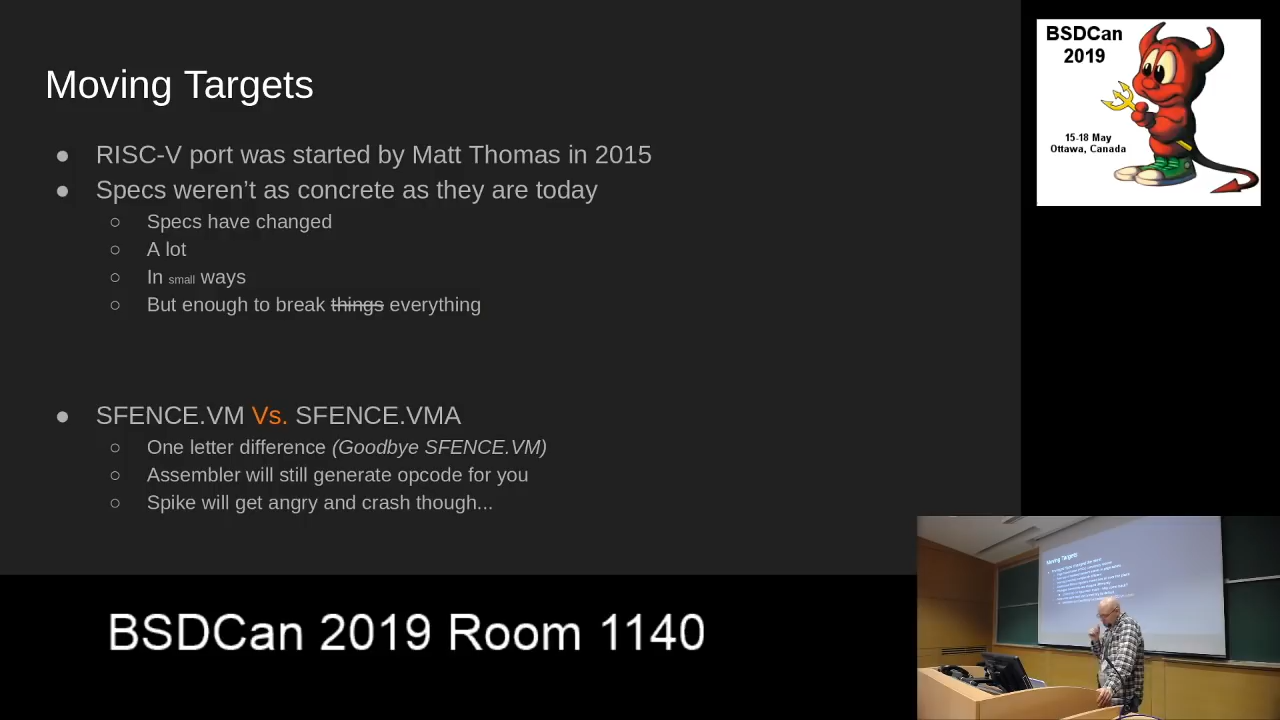 Moving Targets
● RISC-V port was started by Matt Thomas in 2015
● Specs weren’t as concrete as they are today
○ Specs have changed
○ A lot
○ In small ways
○ But enough to break things everything
● SFENCE.VM Vs. SFENCE.VMA
○ One letter difference (Goodbye SFENCE.VM)
○ Assembler will still generate opcode for you
○ Spike will get angry and crash though...
BSDCan
2019
15-18 May
Ottawa, Canada
BSDCan 2019 Room 1140
Moving Targets